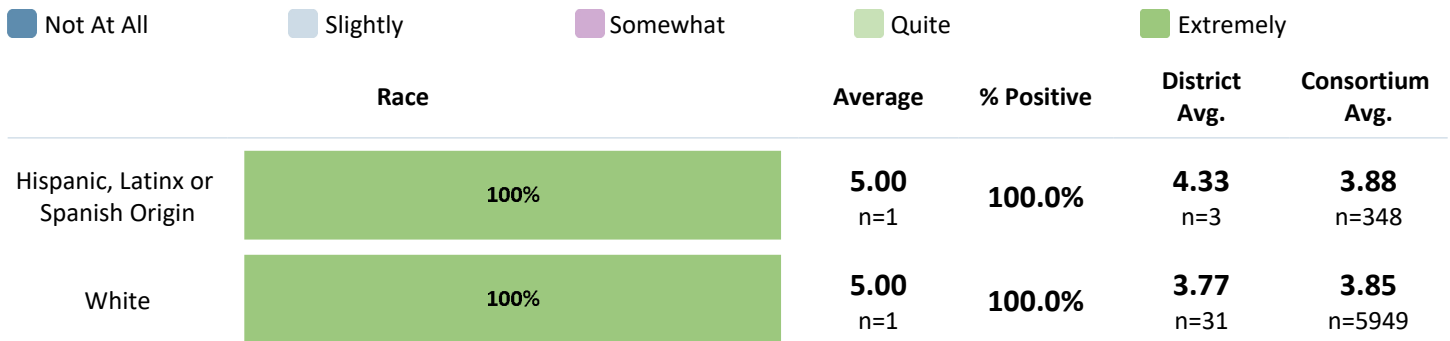 Not At All Slightly Somewhat Quite Extremely
Race Average % Positive District Avg. Consortium Avg.
Hispanic, Latinx or Spanish Origin 100% 5.00 n=1 100.0% 4.33 n=3 3.88 n=348
White 100% 5.00 n=1 100.0% 3.77 n=31 3.85 n=5949